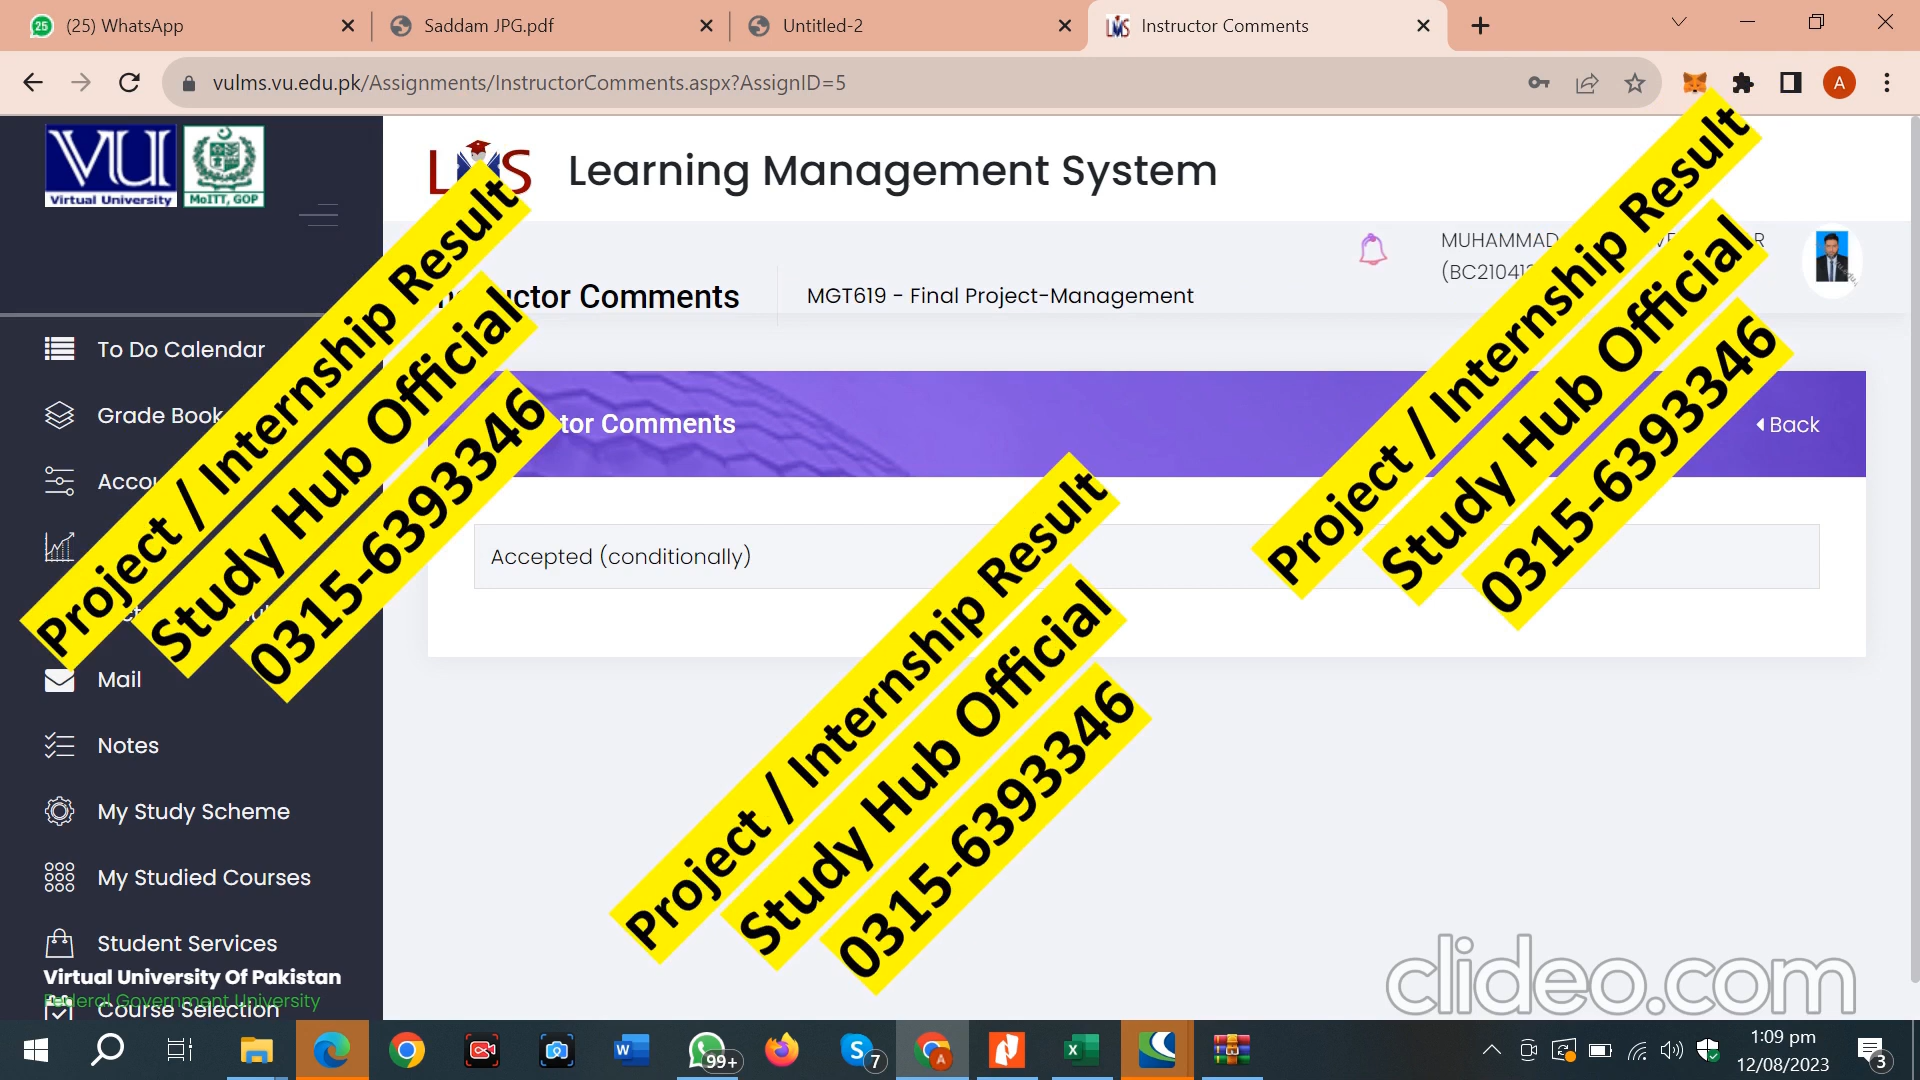 (25) WhatsApp
Saddam JPG.pdf
Untitled-2
LMS Instructor Comments
vulms.vu.edu.pk/Assignments/InstructorComments.aspx?AssignID=5
A
VU
Virtual University
MoITT, GOP
LMS
Learning Management System
MUHAMMAD
Comments
MGT619 - Final Project-Management
To Do Calendar
Grade Book
Mail
Notes
My Study Scheme
My Studied Courses
Student Services
Virtual University Of Pakistan
Federal Government University
Course Selection
Comments
Back
Accepted (conditionally)
Project / Internship Result
Study Hub Official
0315-6393346
Project / Internship Result
Study Hub Official
0315-6393346
Project / Internship Result
Study Hub Official
0315-6393346
clideo.com
99+
7
A
1:09 pm
12/08/2023
3